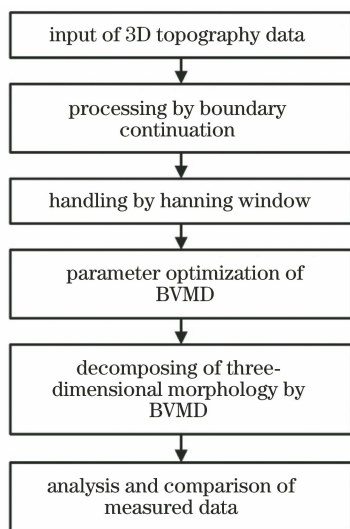 input of 3D topography data
processing by boundary
continuation
handling by hanning window
parameter optimization of
BVMD
decomposing of three-
dimensional morphology by
BVMD
analysis and comparison of
measured data